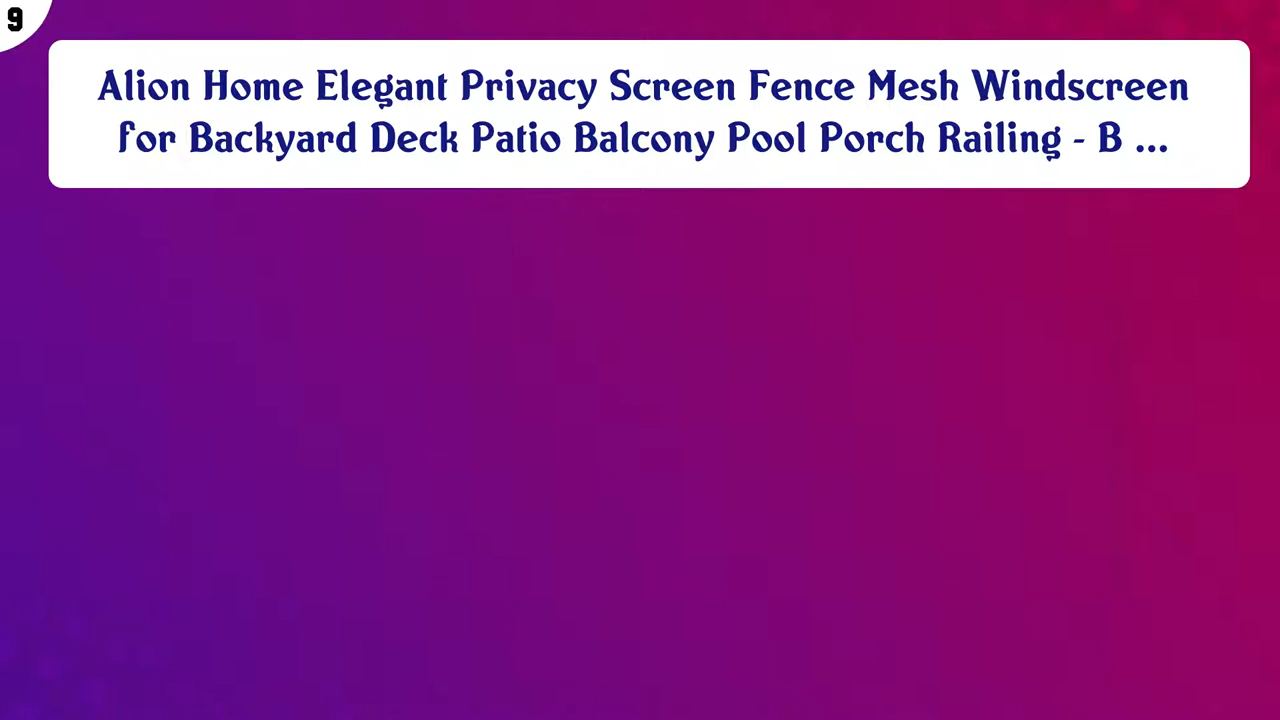 9
Alion Home Elegant Privacy Screen Fence Mesh Windscreen
for Backyard Deck Patio Balcony Pool Porch Railing - B ...